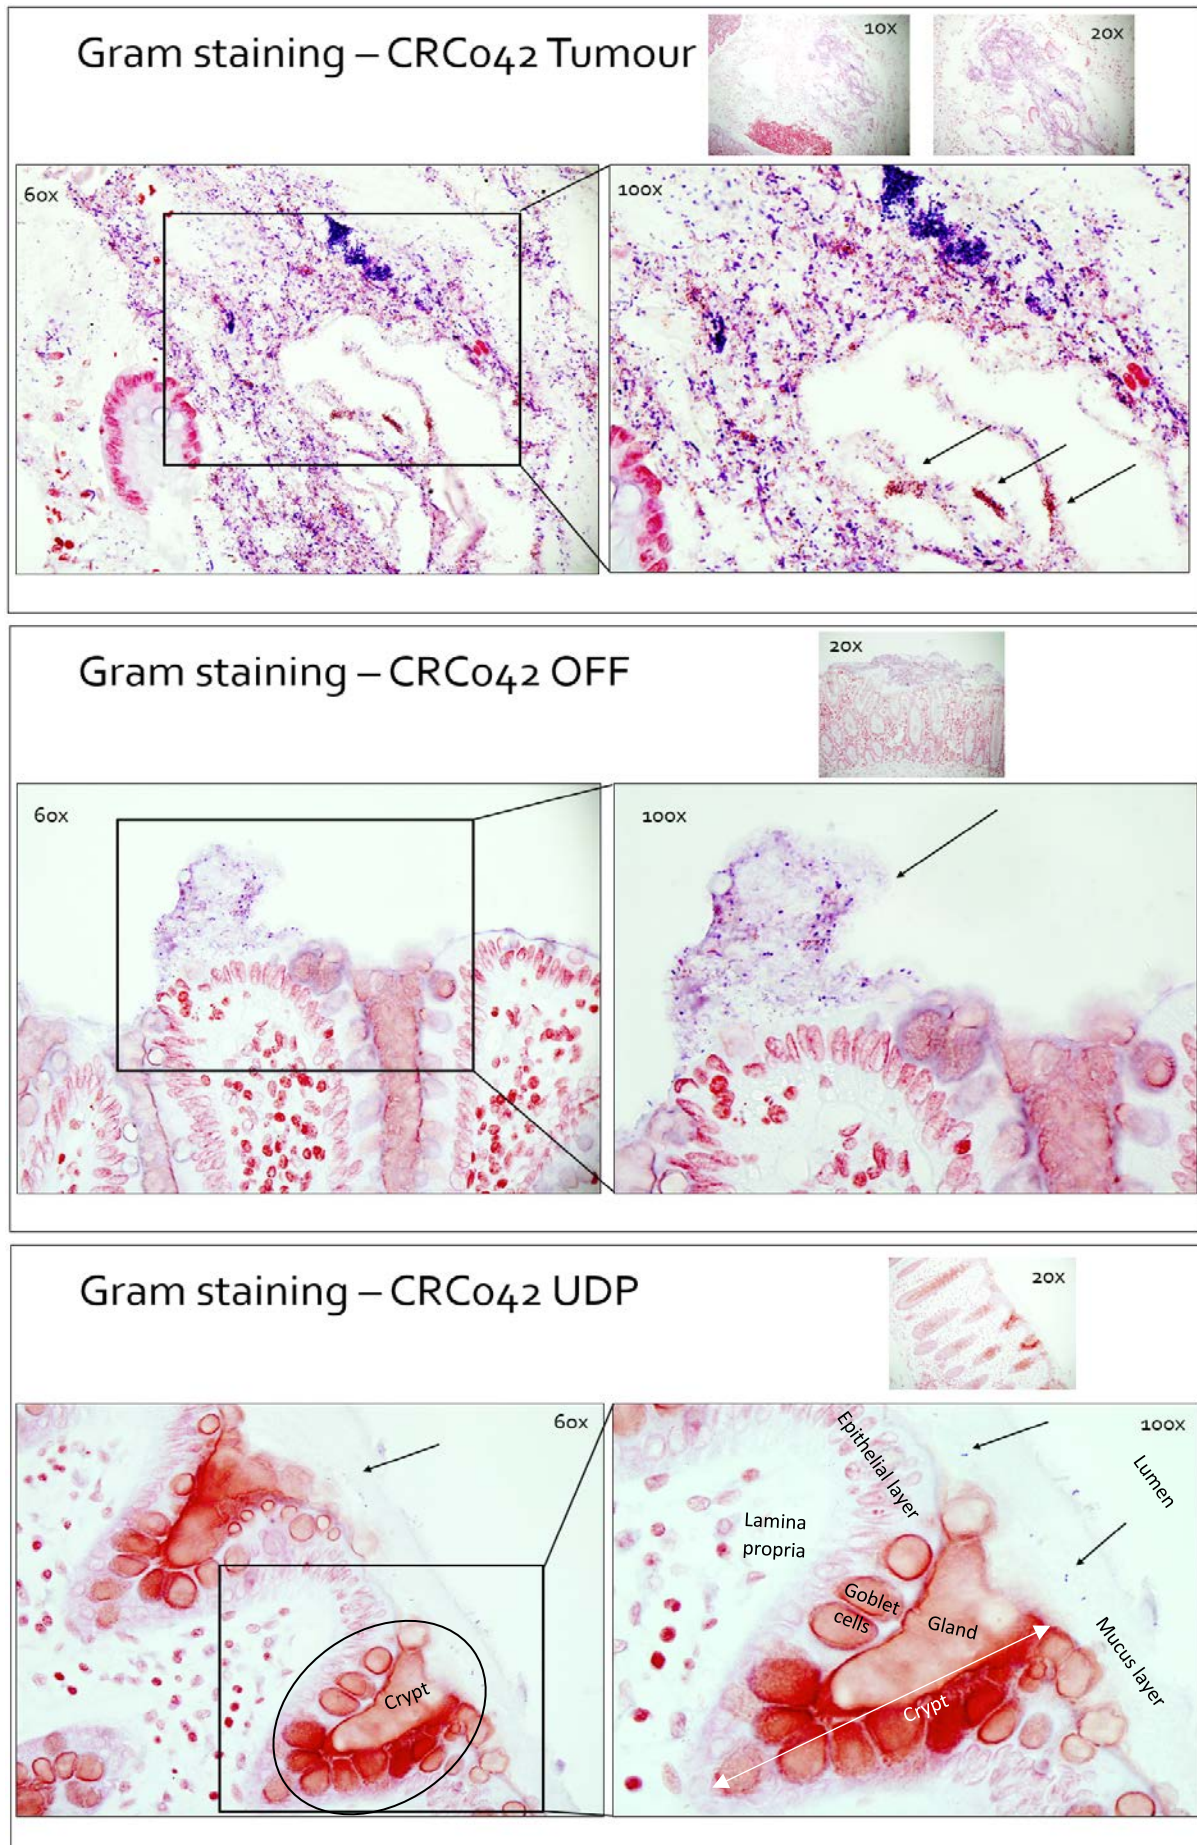 Gram staining – CRC042 Tumour
10x
20x
60x
100x
Gram staining – CRC042 OFF
20x
60x
100x
Gram staining – CRC042 UDP
20x
60x
Crypt
100x
Epithelial layer
Lumen
Lamina
propria
Goblet
cells
Gland
Mucus layer
Crypt